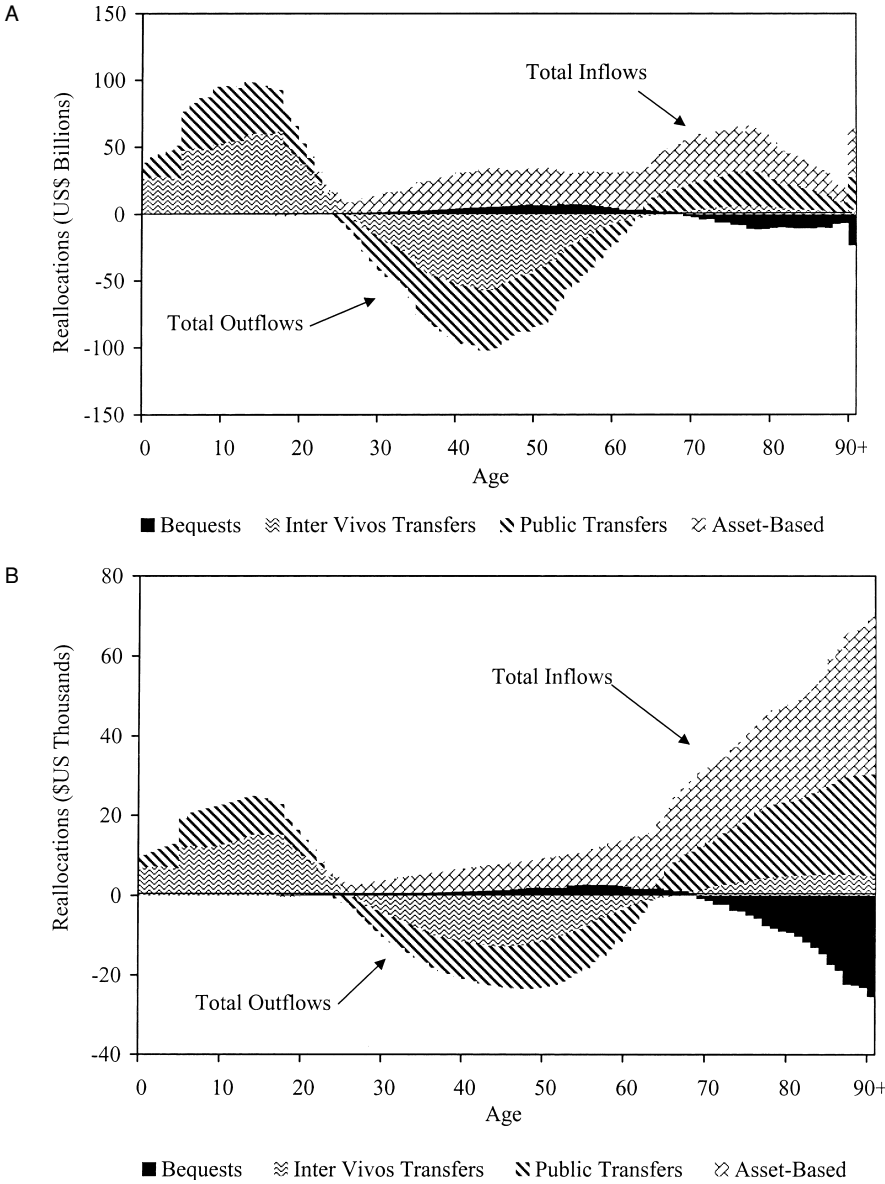 A
Reallocations (US$ Billions)
150
100
50
0
-50
-100
-150
Total Inflows
Total Outflows
0 10 20 30 40 50 60 70 80 90+
Age
Bequests Inter Vivos Transfers Public Transfers Asset-Based
B
Reallocations ($US Thousands)
80
60
40
20
0
-20
-40
Total Inflows
Total Outflows
0 10 20 30 40 50 60 70 80 90+
Age
Bequests Inter Vivos Transfers Public Transfers Asset-Based